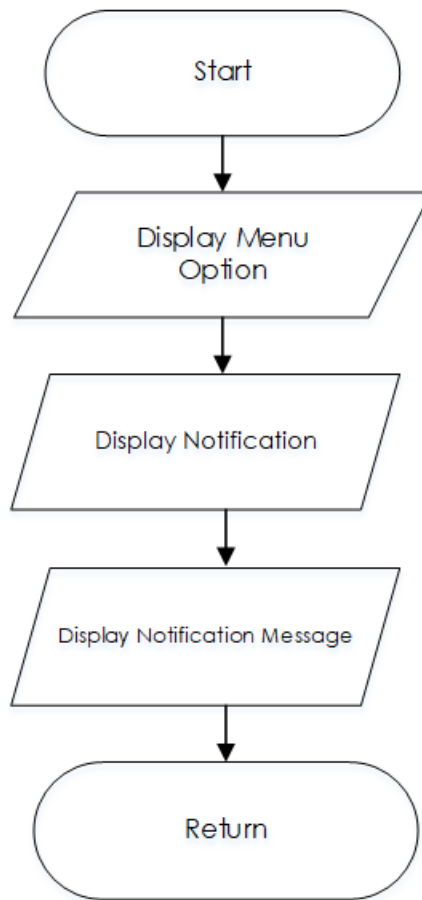 Start
Display Menu
Option
Display Notification
Display Notification Message
Return